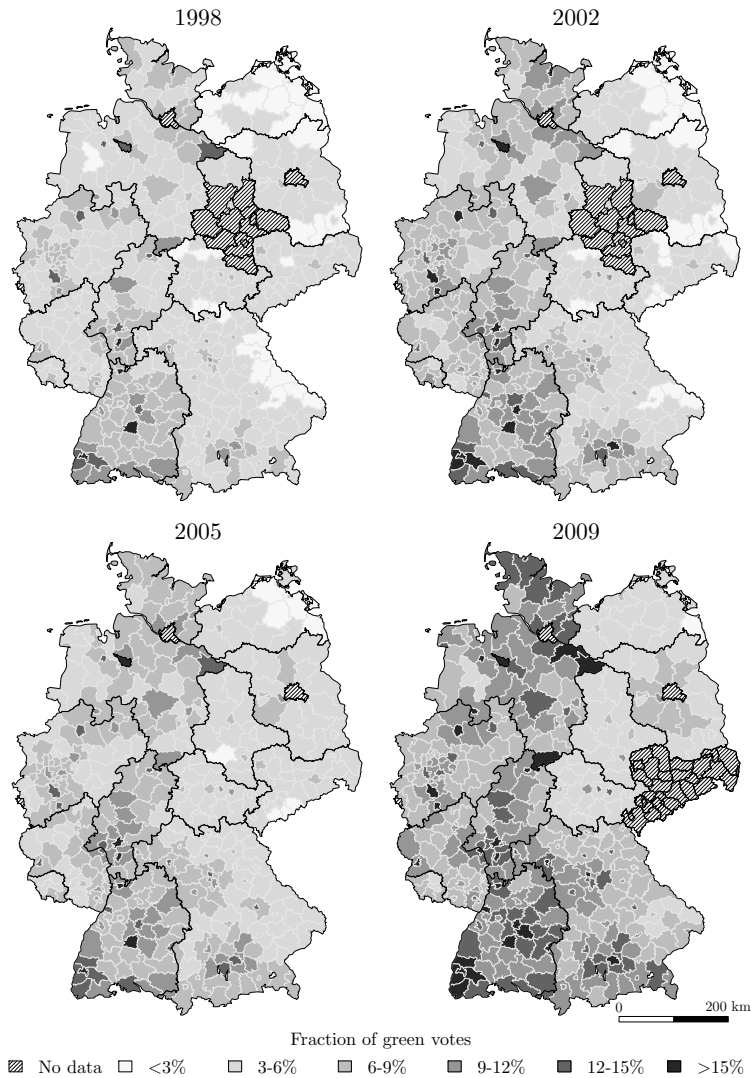 1998 2002
2005 2009
0 200 km
Fraction of green votes
No data <3% 3-6% 6-9% 9-12% 12-15% >15%